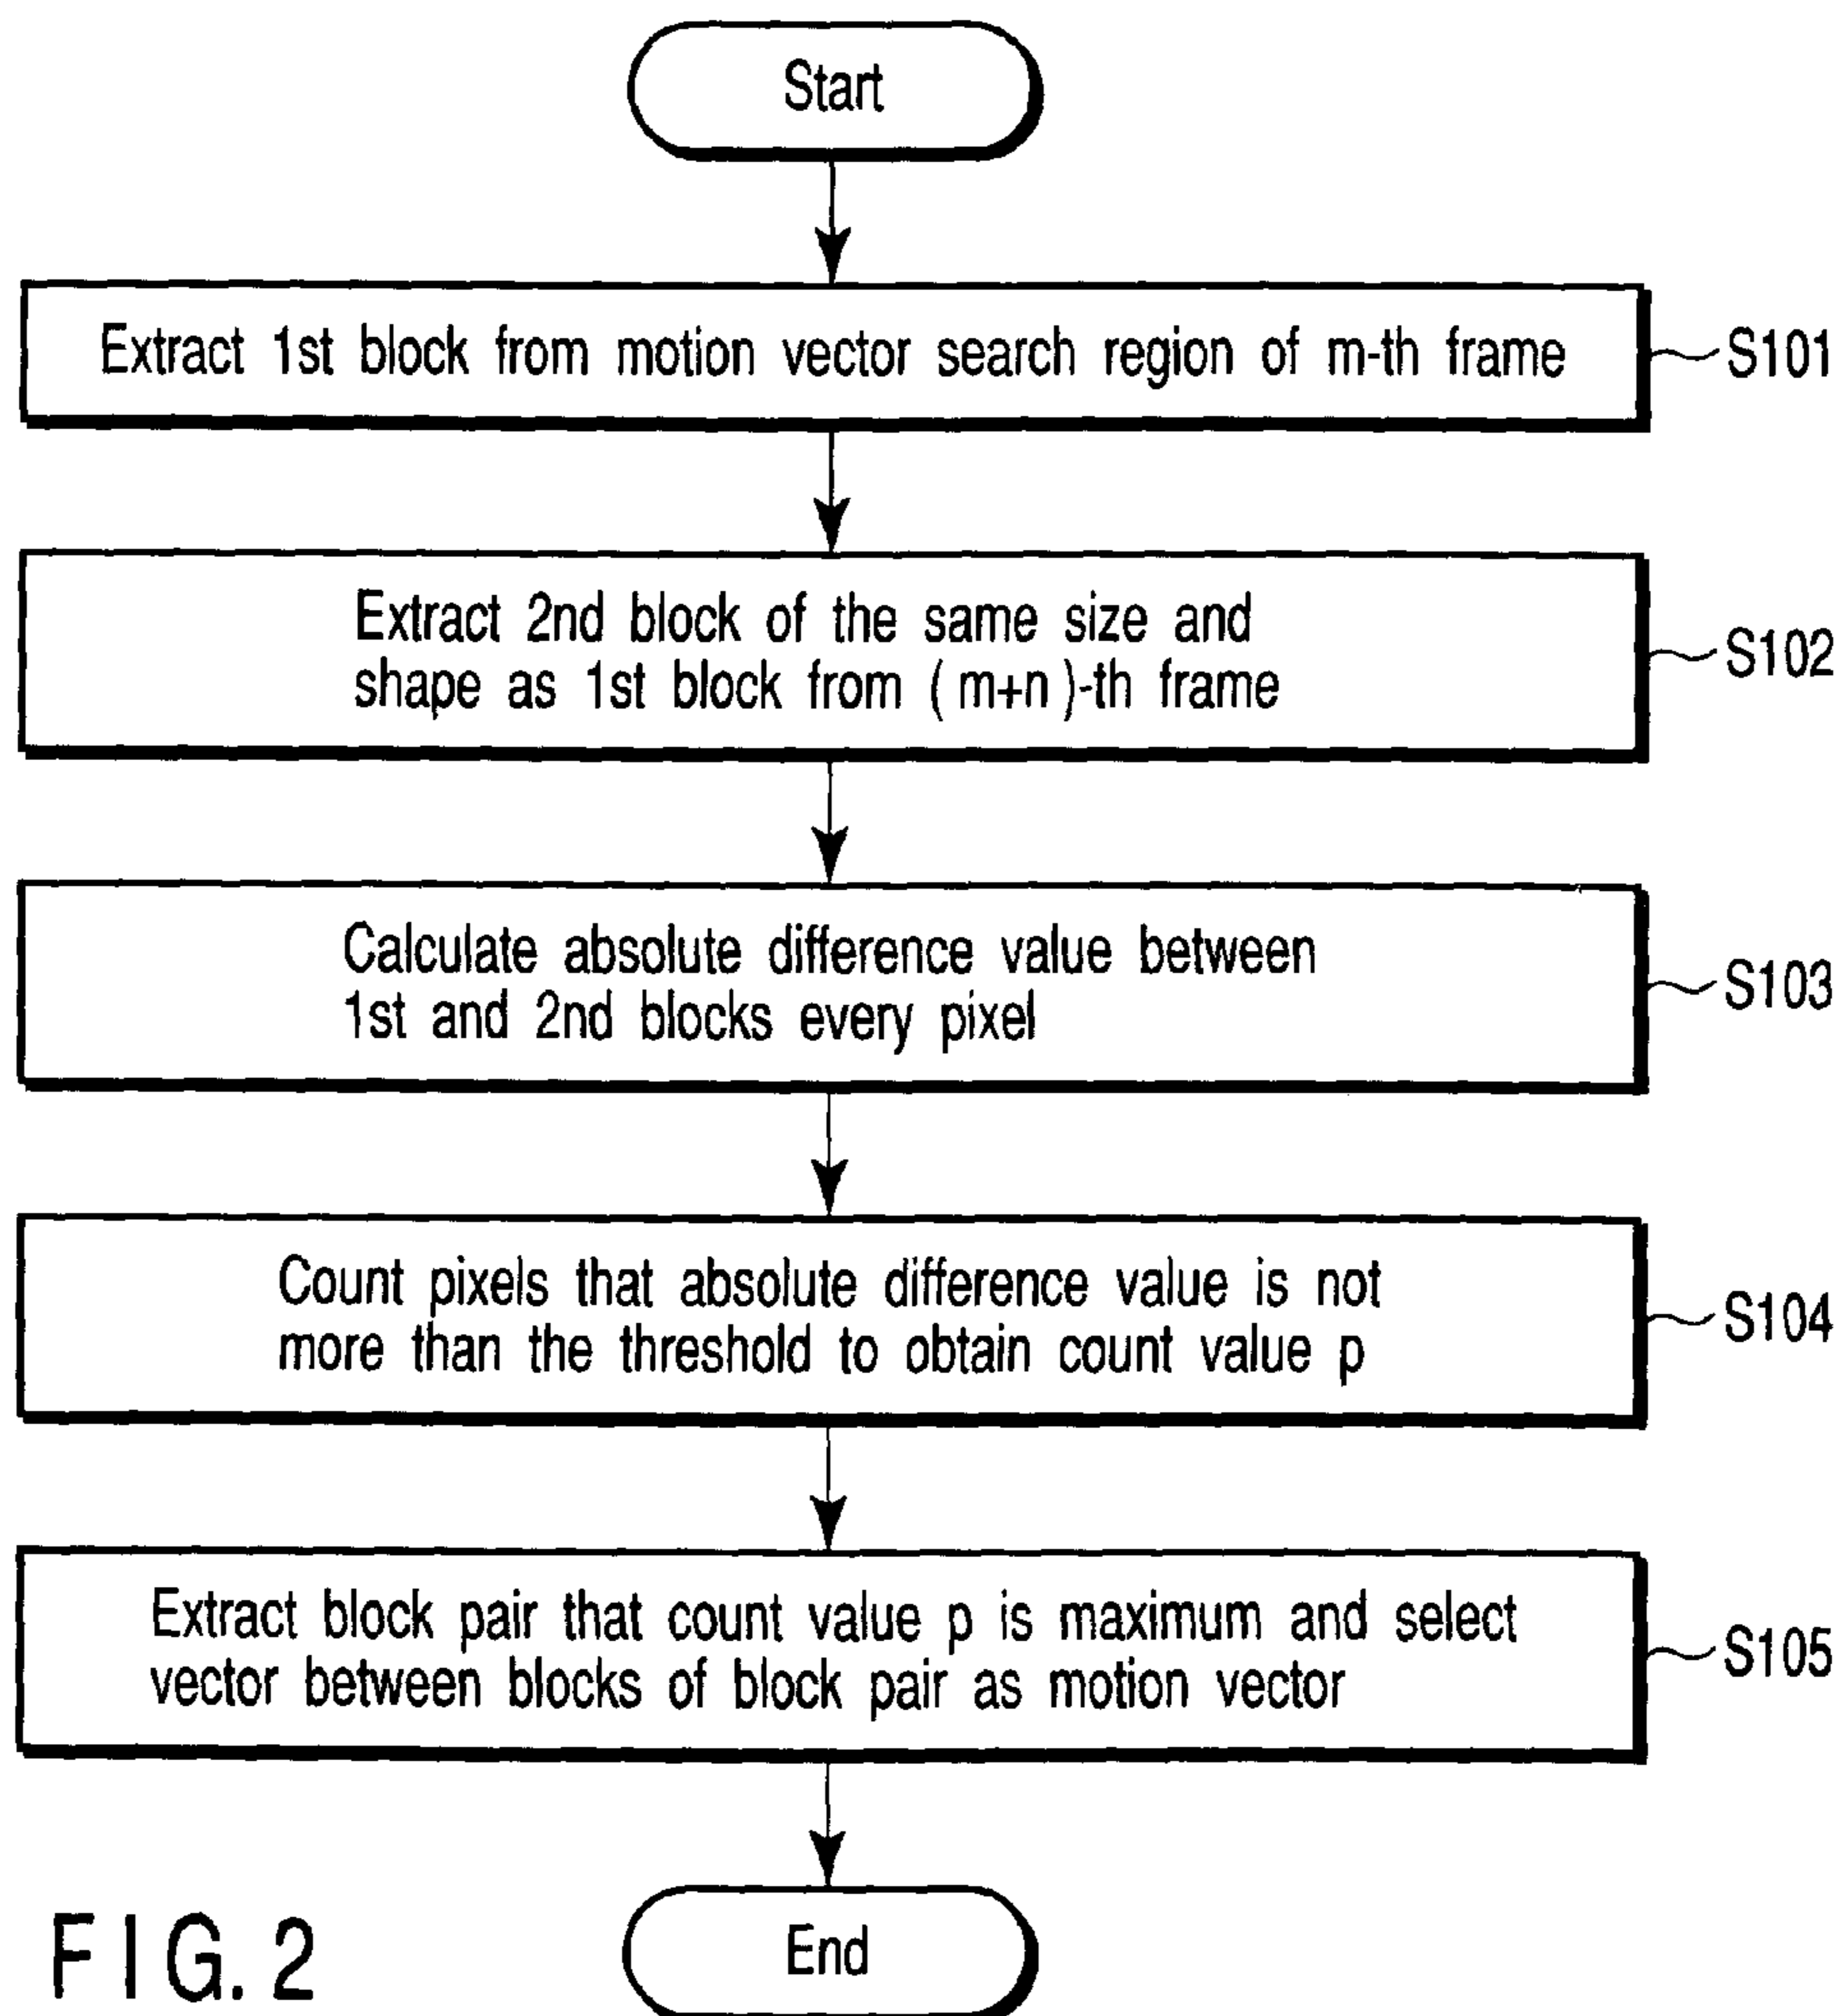 Start
Extract 1st block from motion vector search region of m-th frame
S101
Extract 2nd block of the same size and
shape as 1st block from (m+n)-th frame
S102
Calculate absolute difference value between
1st and 2nd blocks every pixel
S103
Count pixels that absolute difference value is not
more than the threshold to obtain count value p
S104
Extract block pair that count value p is maximum and select
vector between blocks of block pair as motion vector
S105
End
FIG. 2